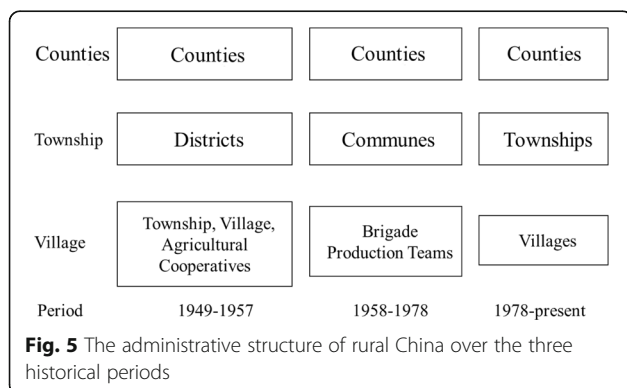 Counties Counties Counties Counties
Township Districts Communes Townships
Village Township, Village, Agricultural Cooperatives Brigade Production Teams Villages
Period 1949-1957 1958-1978 1978-present
Fig. 5 The administrative structure of rural China over the three
historical periods